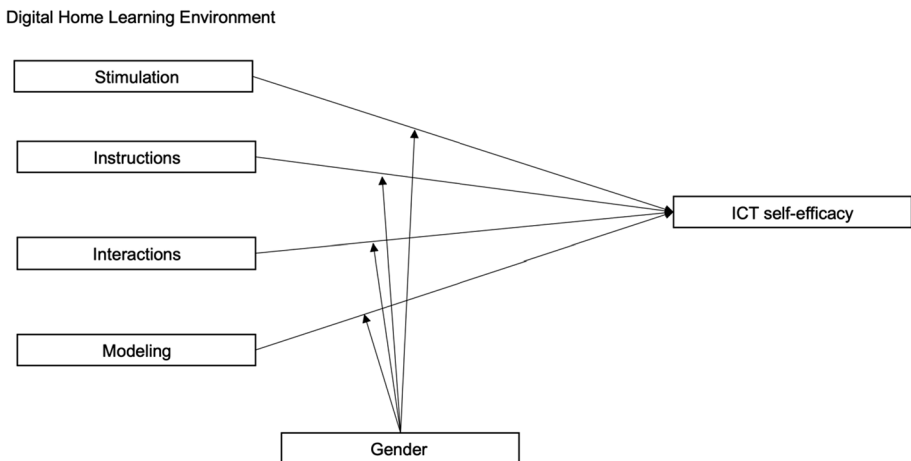 Digital Home Learning Environment
Stimulation
Instructions
Interactions
Modeling
ICT self-efficacy
Gender